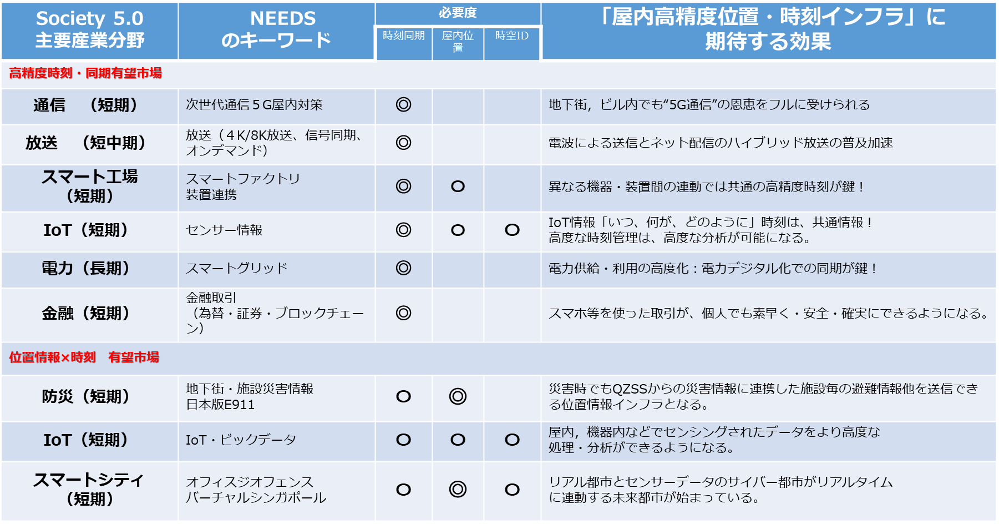 Society 5.0
主要産業分野
NEEDS
のキーワード
必要度
時刻同期
屋内位
置
時空ID
「屋内高精度位置・時刻インフラ」に
期待する効果
高精度時刻・同期有望市場
通信　（短期）
次世代通信５G屋内対策
◎
地下街，ビル内でも“5G通信”の恩恵をフルに受けられる
放送　（短中期）
放送（４K/8K放送、信号同期、
オンデマンド）
◎
電波による送信とネット配信のハイブリッド放送の普及加速
スマート工場
（短期）
スマートファクトリ
装置連携
◎
○
異なる機器・装置間の連動では共通の高精度時刻が鍵！
IoT（短期）
センサー情報
◎
○
○
IoT情報「いつ、何が、どのように」時刻は、共通情報！
高度な時刻管理は、高度な分析が可能になる。
電力（長期）
スマートグリッド
◎
電力供給・利用の高度化：電力デジタル化での同期が鍵！
金融（短期）
金融取引
（為替・証券・ブロックチェー
ン）
◎
スマホ等を使った取引が、個人でも素早く・安全・確実にできるようになる。
位置情報×時刻　有望市場
防災（短期）
地下街・施設災害情報
日本版E911
○
◎
災害時でもQZSSからの災害情報に連携した施設毎の避難情報他を送信でき
る位置情報インフラとなる。
IoT（短期）
IoT・ビックデータ
○
○
○
屋内，機器内などでセンシングされたデータをより高度な
処理・分析ができるようになる。
スマートシティ
（短期）
オフィスジオフェンス
バーチャルシンガポール
○
◎
○
リアル都市とセンサーデータのサイバー都市がリアルタイム
に連動する未来都市が始まっている。